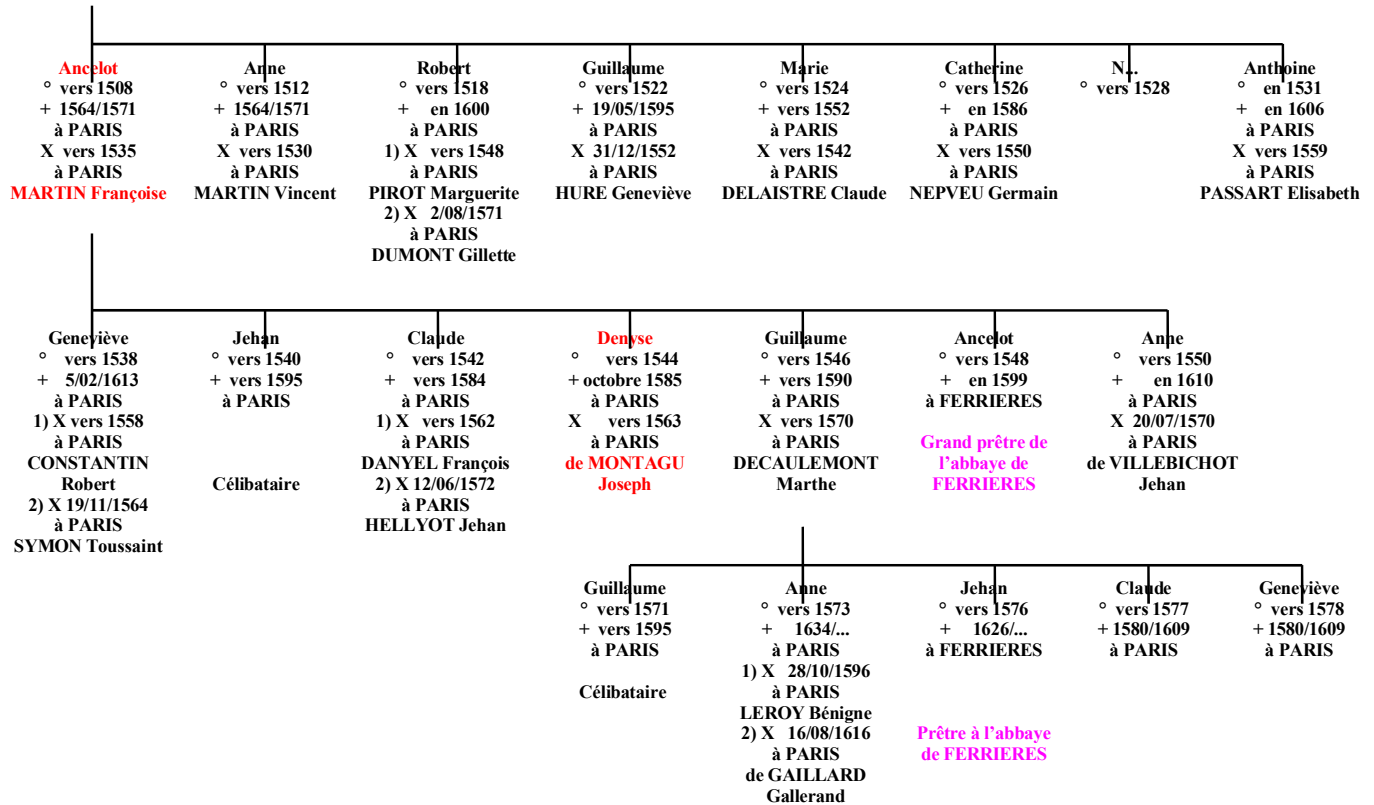 Ancelot
° vers 1508
+ 1564/1571
à PARIS
X vers 1535
à PARIS
MARTIN Françoise
Anne
° vers 1512
+ 1564/1571
à PARIS
X vers 1530
à PARIS
MARTIN Vincent
Robert
° vers 1518
+ en 1600
à PARIS
1) X vers 1548
à PARIS
PIROT Marguerite
2) X 2/08/1571
à PARIS
DUMONT Gillette
Guillaume
° vers 1522
+ 19/05/1595
à PARIS
X 31/12/1552
à PARIS
HURE Geneviève
Marie
° vers 1524
+ vers 1552
à PARIS
X vers 1542
à PARIS
DELAISTRE Claude
Catherine
° vers 1526
+ en 1586
à PARIS
X vers 1550
à PARIS
NEPVEU Germain
N...
° vers 1528
Anthoine
° en 1531
+ en 1606
à PARIS
X vers 1559
à PARIS
PASSART Elisabeth
Geneviève
° vers 1538
+ 5/02/1613
à PARIS
1) X vers 1558
à PARIS
CONSTANTIN
Robert
2) X 19/11/1564
à PARIS
SYMON Toussaint
Jehan
° vers 1540
+ vers 1595
à PARIS
Célibataire
Claude
° vers 1542
+ vers 1584
à PARIS
1) X vers 1562
à PARIS
DANYEL François
2) X 12/06/1572
à PARIS
HELLYOT Jehan
Denyse
° vers 1544
+ octobre 1585
à PARIS
X vers 1563
à PARIS
de MONTAGU
Joseph
Guillaume
° vers 1546
+ vers 1590
à PARIS
X vers 1570
à PARIS
DECAULEMONT
Marthe
Ancelot
° vers 1548
+ en 1599
à FERRIERES
Grand prêtre de
l'abbaye de
FERRIERES
Anne
° vers 1550
+ en 1610
à PARIS
X 20/07/1570
à PARIS
de VILLEBICHOT
Jehan
Guillaume
° vers 1571
+ vers 1595
à PARIS
Célibataire
Anne
° vers 1573
+ 1634/...
à PARIS
1) X 28/10/1596
à PARIS
LEROY Bénigne
2) X 16/08/1616
à PARIS
de GAILLARD
Gallerand
Jehan
° vers 1576
+ 1626/...
à FERRIERES
Prêtre à l'abbaye
de FERRIERES
Claude
° vers 1577
+ 1580/1609
à PARIS
Geneviève
° vers 1578
+ 1580/1609
à PARIS